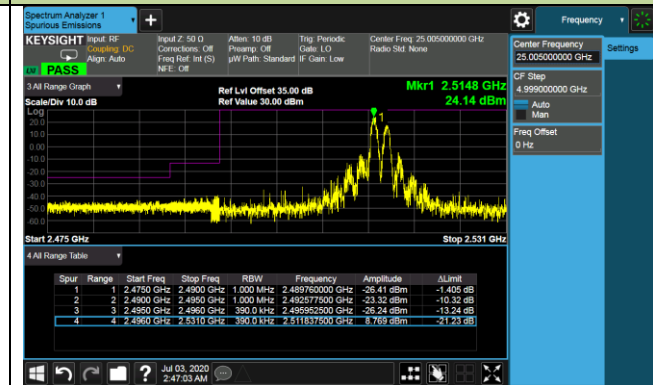 Spectrum Analyzer 1
Spurious Emissions
+
Frequency
KEYSIGHT
Input: RF
Coupling: DC
Align: Auto
Input Z: 50 Ω
Corrections: Off
Freq Ref: Int (S)
NFE: Off
Atten: 10 dB
Preamp: Off
µW Path: Standard
Trig: Periodic
Gate: LO
IF Gain: Low
Center Freq: 25.005000000 GHz
Radio Std: None
LNI PASS
Center Frequency
25.005000000 GHz
Settings
CF Step
4.999000000 GHz
Auto
Man
Freq Offset
0 Hz
3 All Range Graph
Scale/Div 10.0 dB
Ref Lvl Offset 35.00 dB
Ref Value 30.00 dBm
Mkr1 2.5148 GHz
24.14 dBm
Log
20.0
10.0
0.00
-10.0
-20.0
-30.0
-40.0
-50.0
-60.0
1
Start 2.475 GHz
Stop 2.531 GHz
4 All Range Table
Spur Range Start Freq Stop Freq RBW Frequency Amplitude ΔLimit
1 1 2.4750 GHz 2.4900 GHz 1.000 MHz 2.489760000 GHz -26.41 dBm -1.405 dB
2 2 2.4900 GHz 2.4950 GHz 1.000 MHz 2.492577500 GHz -23.32 dBm -10.32 dB
3 3 2.4950 GHz 2.4960 GHz 390.0 kHz 2.495952500 GHz -26.24 dBm -13.24 dB
4 4 2.4960 GHz 2.5310 GHz 390.0 kHz 2.511837500 GHz 8.769 dBm -21.23 dB
?
Jul 03, 2020
2:47:03 AM